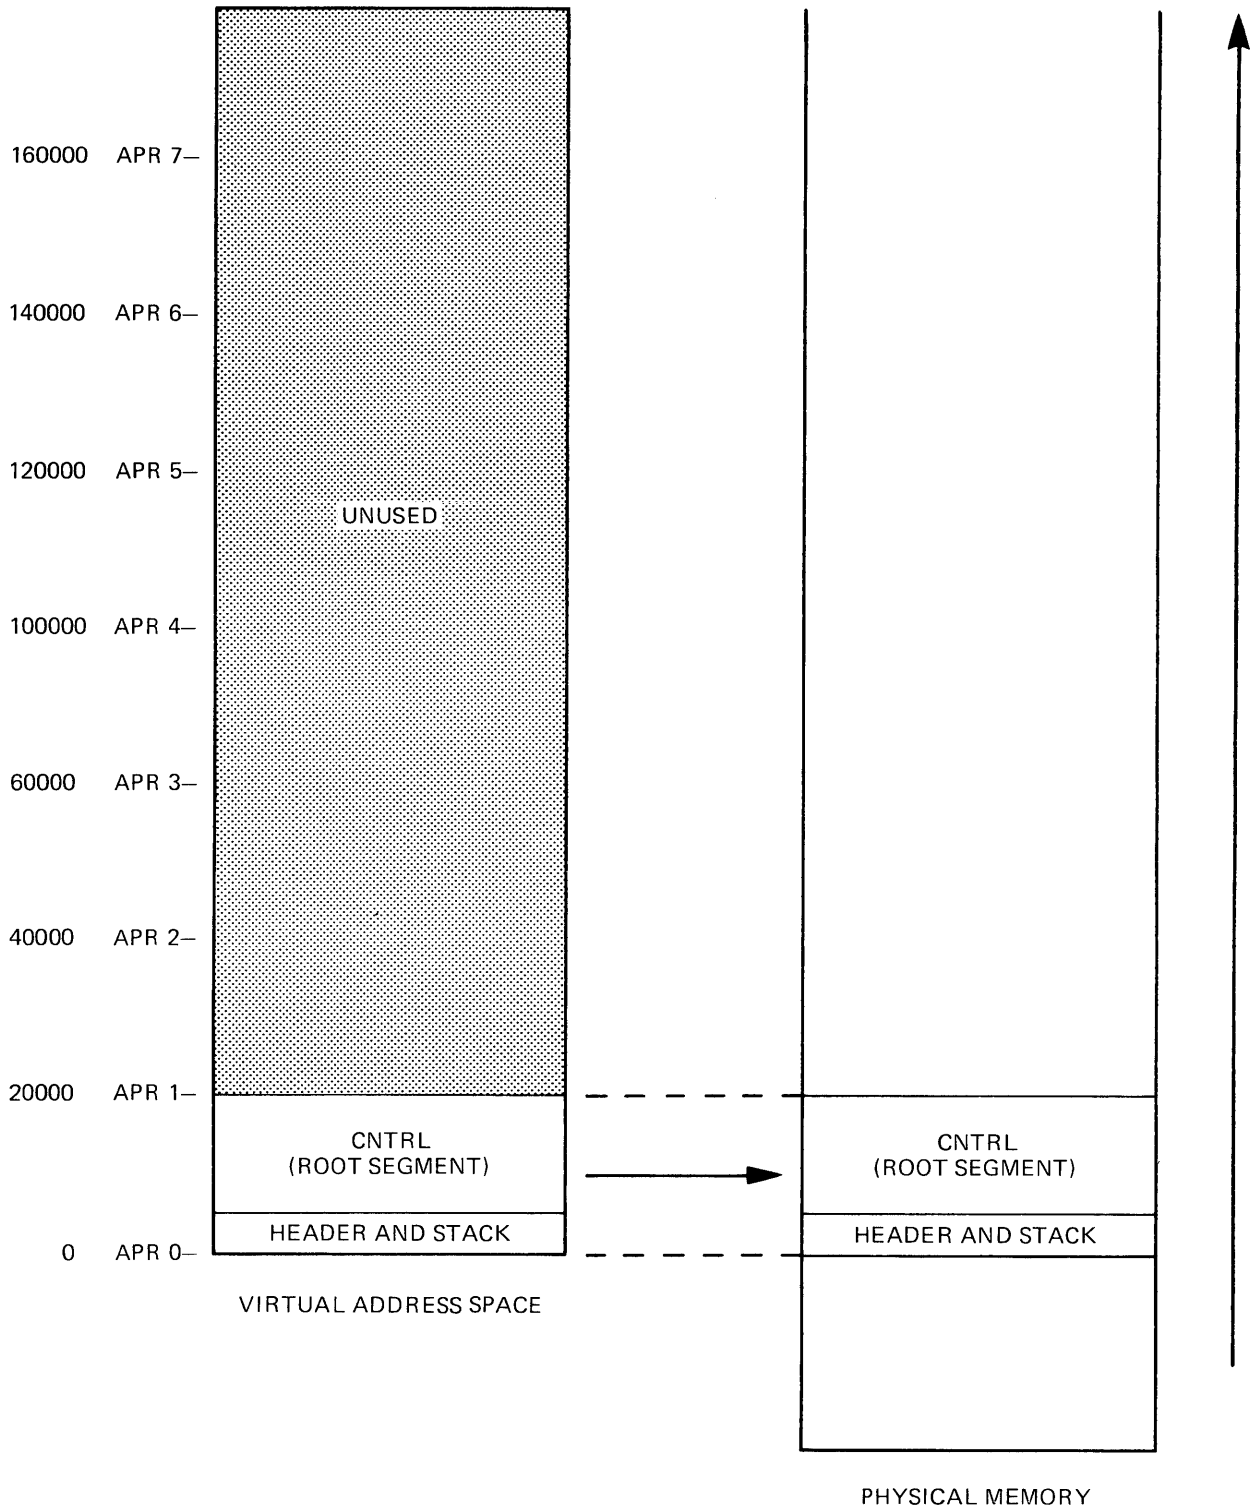 160000 APR 7–
140000 APR 6–
120000 APR 5–
UNUSED
100000 APR 4–
60000 APR 3–
40000 APR 2–
20000 APR 1–
CNTRL
(ROOT SEGMENT)
HEADER AND STACK
0 APR 0–
VIRTUAL ADDRESS SPACE
CNTRL
(ROOT SEGMENT)
HEADER AND STACK
PHYSICAL MEMORY